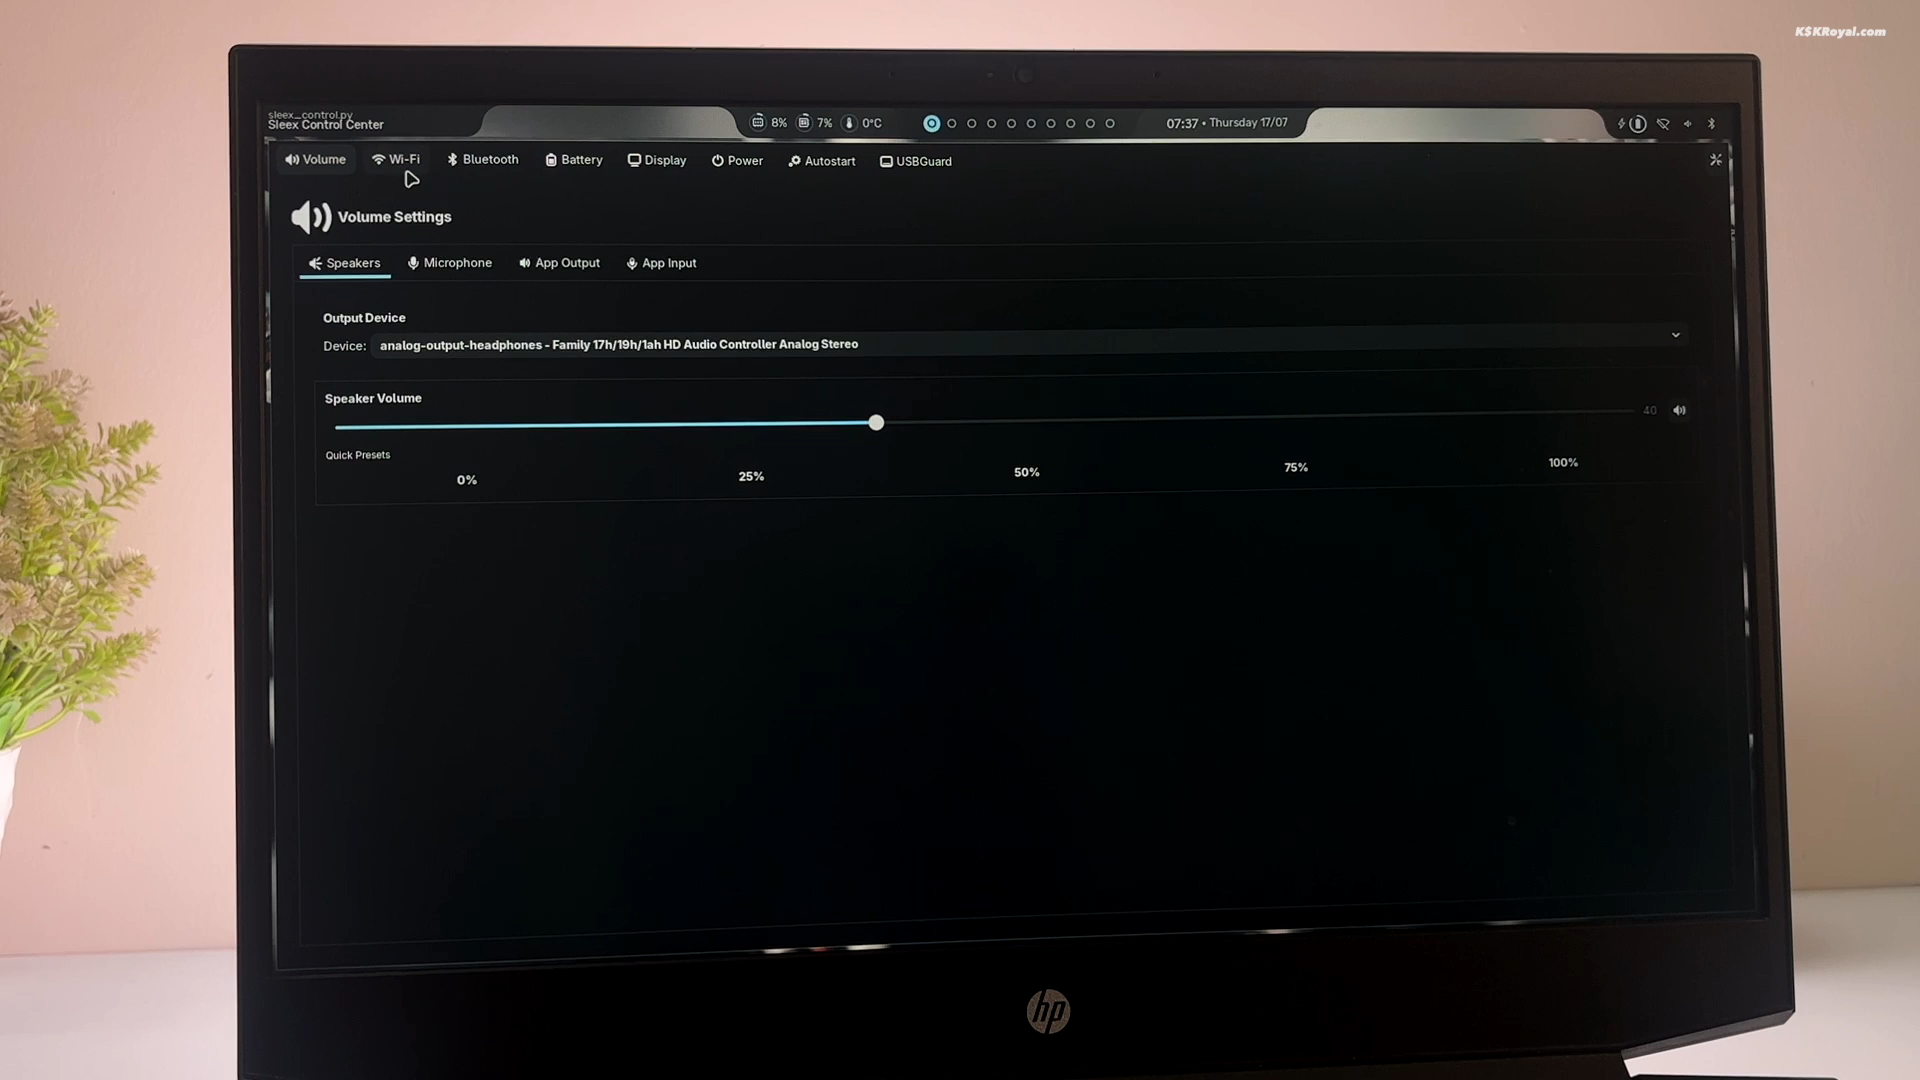 K$KRoyal.com
sleex_control.py
Sleex Control Center
8% 7% 0°C
07:37 • Thursday 17/07
Volume Wi-Fi Bluetooth Battery Display Power Autostart USBGuard
Volume Settings
Speakers Microphone App Output App Input
Output Device
Device: analog-output-headphones - Family 17h/19h/1ah HD Audio Controller Analog Stereo
Speaker Volume
40
Quick Presets
0% 25% 50% 75% 100%
hp